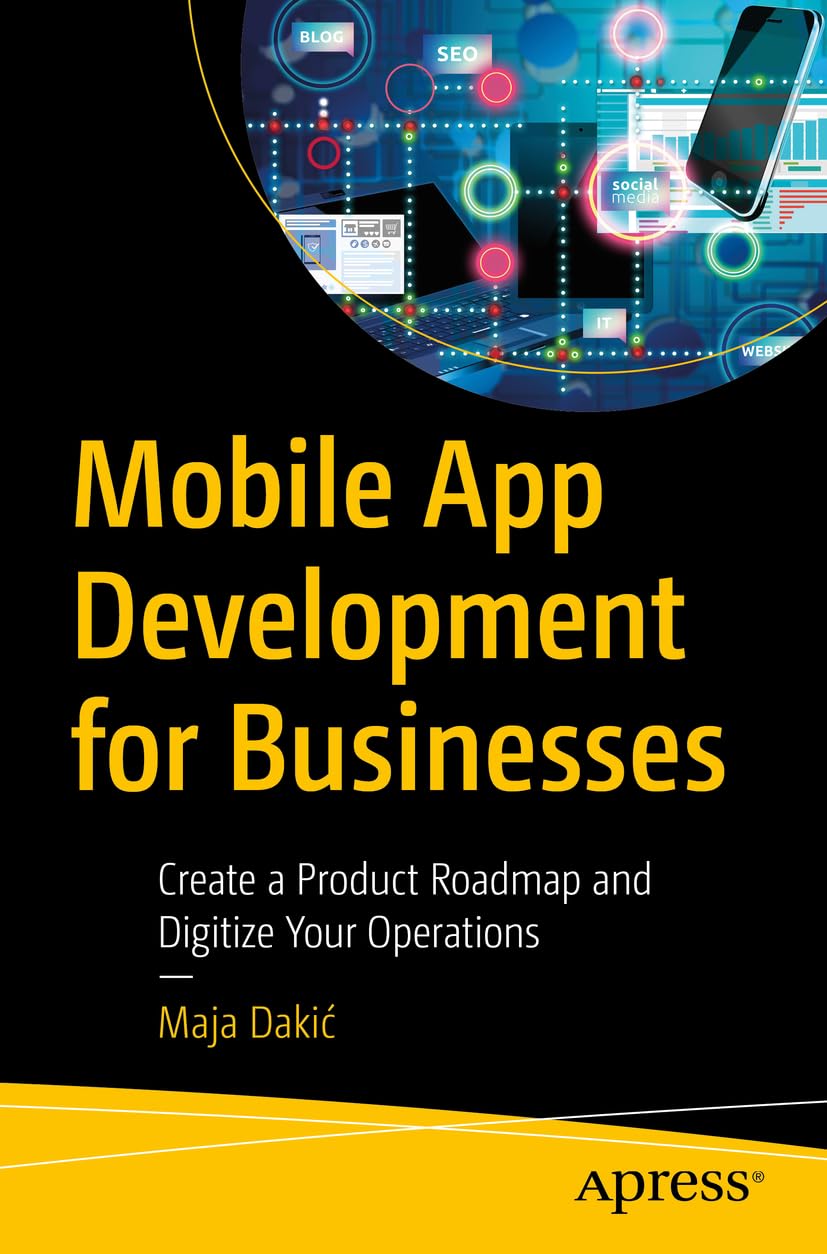 BLOG
SEO
social
media
IT
Mobile App
Development
for Businesses
Create a Product Roadmap and
Digitize Your Operations
Maja Dakić
Apress®